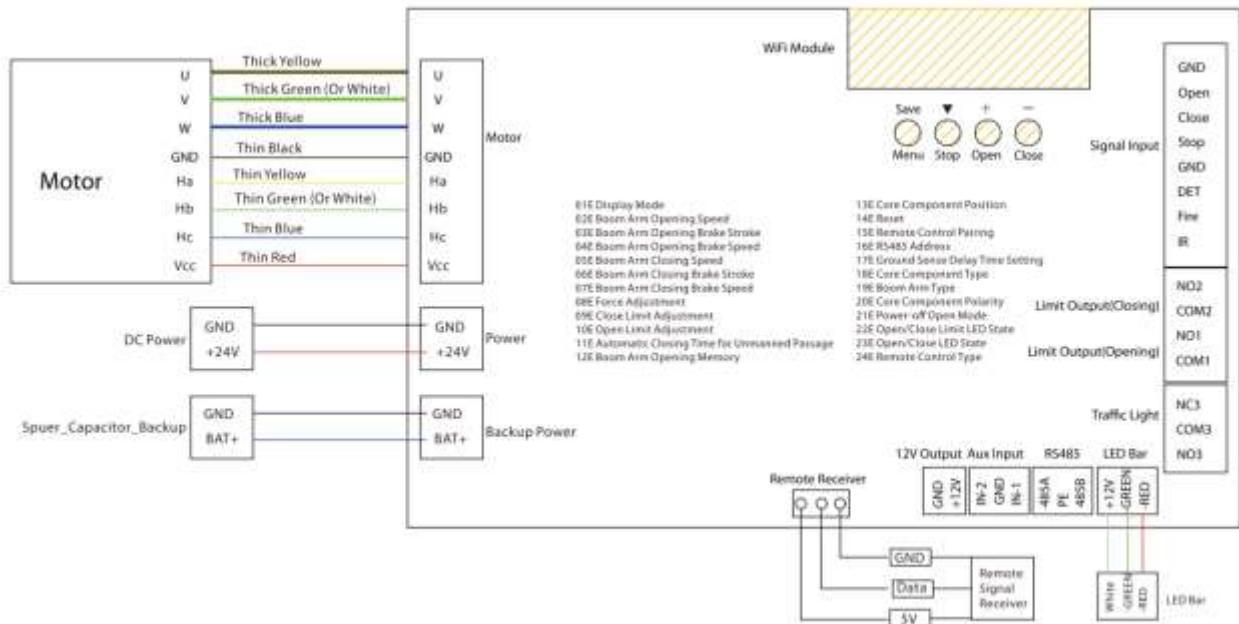 WiFi Module
Motor
U
V
W
GND
Ha
Hb
Hc
Vcc
Thick Yellow
Thick Green (Or White)
Thick Blue
Thin Black
Thin Yellow
Thin Green (Or White)
Thin Blue
Thin Red
U
V
W
GND
Ha
Hb
Hc
Vcc
Motor
DC Power
GND
+24V
GND
+24V
Power
Spuer_Capacitor_Backup
GND
BAT+
GND
BAT+
Backup Power
Save ▼ + −
Menu Stop Open Close
01E Display Mode
02E Boom Arm Opening Speed
03E Boom Arm Opening Brake Stroke
04E Boom Arm Opening Brake Speed
05E Boom Arm Closing Speed
06E Boom Arm Closing Brake Stroke
07E Boom Arm Closing Brake Speed
08E Force Adjustment
09E Close Limit Adjustment
10E Open Limit Adjustment
11E Automatic Closing Time for Unmanned Passage
12E Boom Arm Opening Memory
13E Core Component Position
14E Reset
15E Remote Control Pairing
16E RS485 Address
17E Ground Sense Delay Time Setting
18E Core Component Type
19E Boom Arm Type
20E Core Component Polarity
21E Power-off Open Mode
22E Open/Close Limit LED State
23E Open/Close LED State
24E Remote Control Type
Signal Input
GND
Open
Close
Stop
GND
DET
Fine
IR
Limit Output(Closing)
NO2
COM2
Limit Output(Opening)
NO1
COM1
Traffic Light
NC3
COM3
NO3
12V Output
GND
+12V
Aux Input
IN-2
GND
IN-1
RS485
485A
PE
485B
LED Bar
+12V
-GREEN
-RED
Remote Receiver
GND
Data
5V
Remote
Signal
Receiver
White
-GREEN
-RED
LED Bar